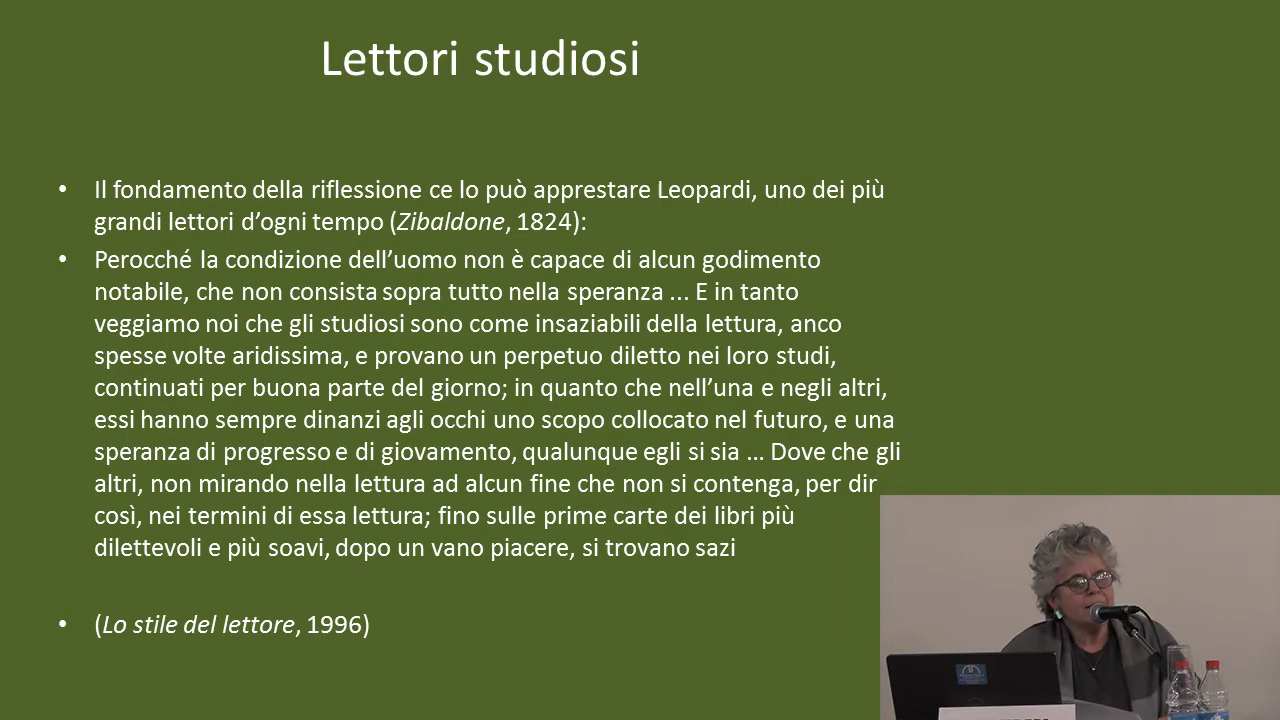 Lettori studiosi
• Il fondamento della riflessione ce lo può apprestare Leopardi, uno dei più
grandi lettori d’ogni tempo (Zibaldone, 1824):
• Perocché la condizione dell’uomo non è capace di alcun godimento
notabile, che non consista sopra tutto nella speranza ... E in tanto
veggiamo noi che gli studiosi sono come insaziabili della lettura, anco
spesse volte aridissima, e provano un perpetuo diletto nei loro studi,
continuati per buona parte del giorno; in quanto che nell’una e negli altri,
essi hanno sempre dinanzi agli occhi uno scopo collocato nel futuro, e una
speranza di progresso e di giovamento, qualunque egli si sia … Dove che gli
altri, non mirando nella lettura ad alcun fine che non si contenga, per dir
così, nei termini di essa lettura; fino sulle prime carte dei libri più
dilettevoli e più soavi, dopo un vano piacere, si trovano sazi
• (Lo stile del lettore, 1996)